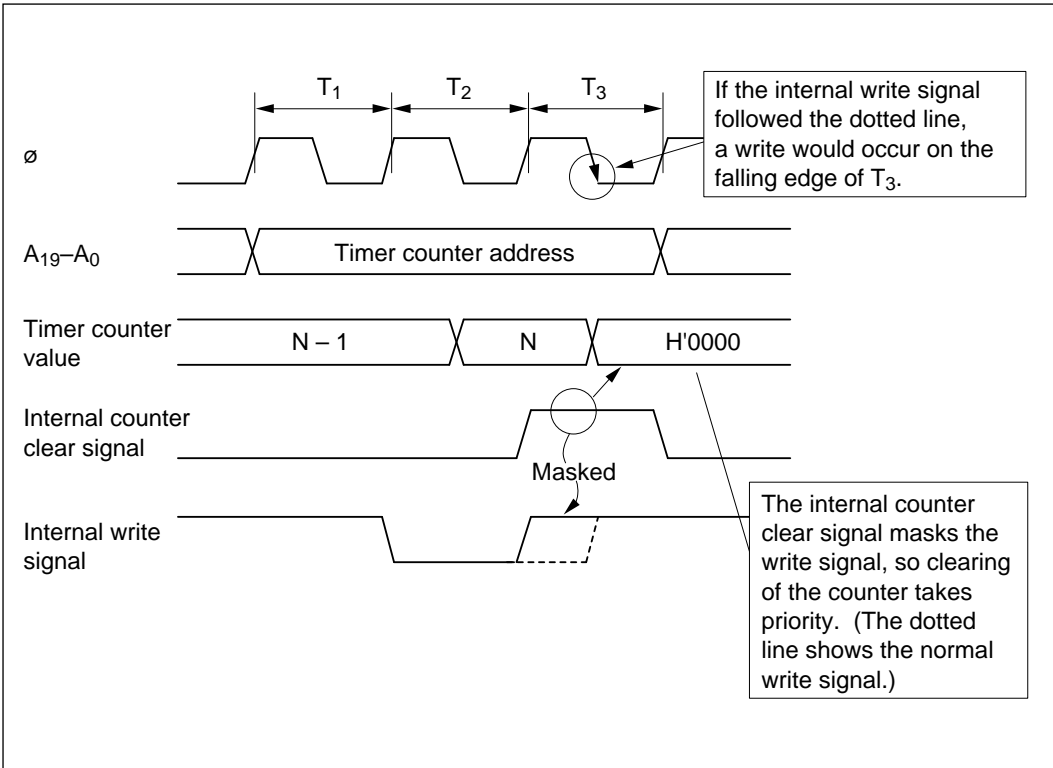 T₁ T₂ T₃
If the internal write signal
followed the dotted line,
a write would occur on the
falling edge of T₃.
ø
A₁₉–A₀
Timer counter address
Timer counter
value
N – 1
N
H'0000
Internal counter
clear signal
Masked
Internal write
signal
The internal counter
clear signal masks the
write signal, so clearing
of the counter takes
priority. (The dotted
line shows the normal
write signal.)